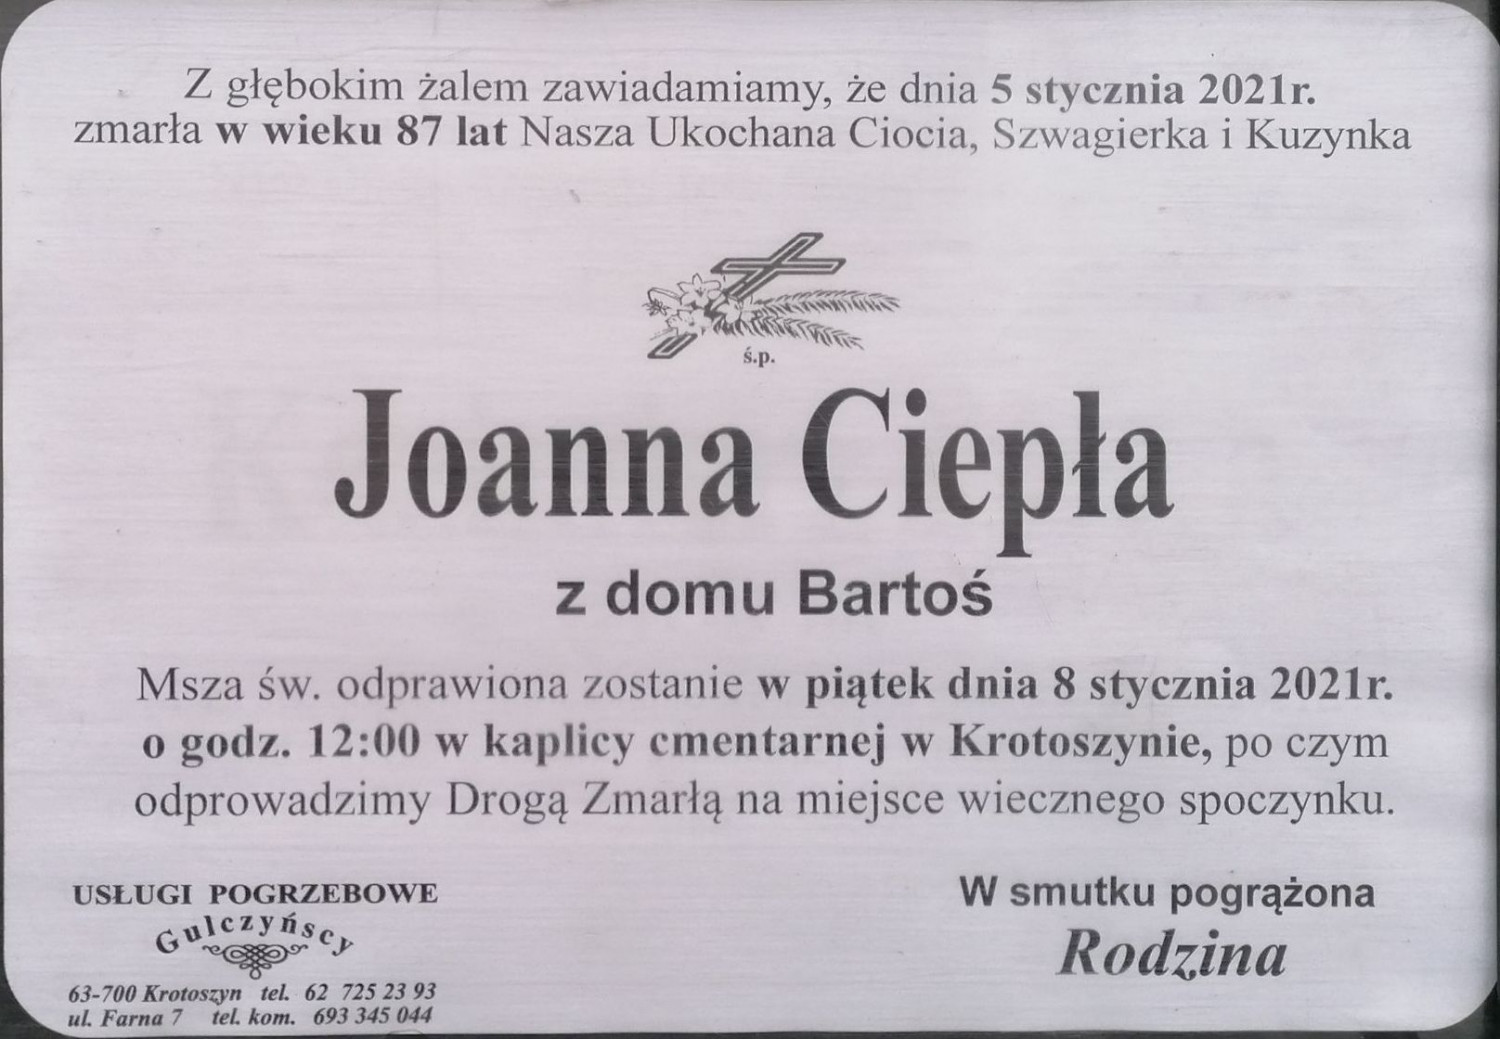 Z głębokim żalem zawiadamiamy, że dnia 5 stycznia 2021r.
zmarła w wieku 87 lat Nasza Ukochana Ciocia, Szwagierka i Kuzynka
ś.p.
Joanna Ciepła
z domu Bartoś
Msza św. odprawiona zostanie w piątek dnia 8 stycznia 2021r.
o godz. 12:00 w kaplicy cmentarnej w Krotoszynie, po czym
odprowadzimy Drogą Zmarłą na miejsce wiecznego spoczynku.
USŁUGI POGRZEBOWE
Gulczyńscy
63-700 Krotoszyn tel. 62 725 23 93
ul. Farna 7 tel. kom. 693 345 044
W smutku pogrążona
Rodzina